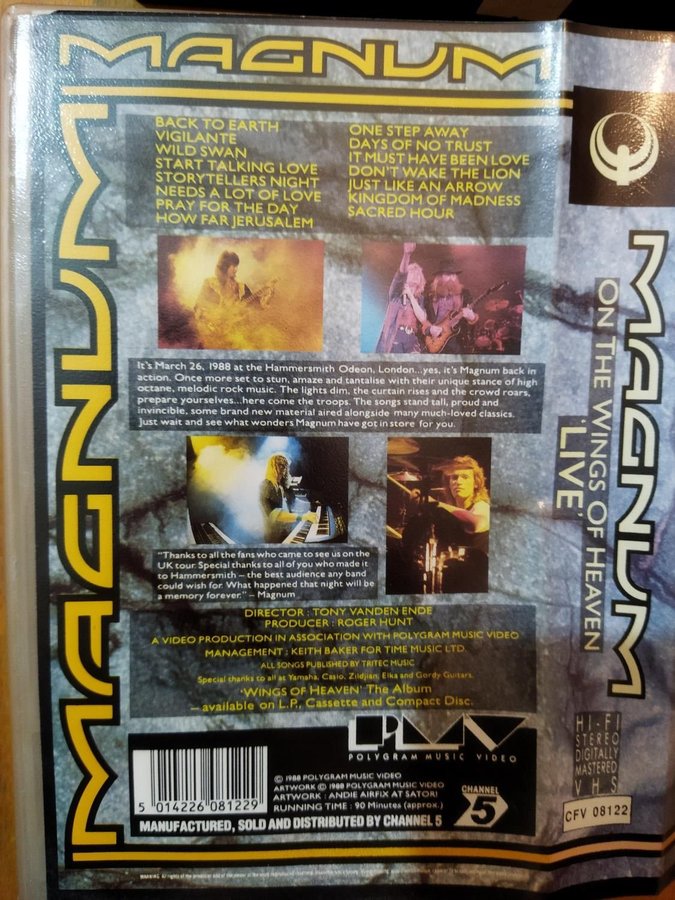 MAGNUM
MAGNUM
BACK TO EARTH
VIGILANTE
WILD SWAN
START TALKING LOVE
STORYTELLERS NIGHT
NEEDS A LOT OF LOVE
PRAY FOR THE DAY
HOW FAR JERUSALEM
ONE STEP AWAY
DAYS OF NO TRUST
IT MUST HAVE BEEN LOVE
DON'T WAKE THE LION
JUST LIKE AN ARROW
KINGDOM OF MADNESS
SACRED HOUR
It's March 26, 1988 at the Hammersmith Odeon, London...yes, it's Magnum back in
action. Once more set to stun, amaze and tantalise with their unique stance of high
octane, melodic rock music. The lights dim, the curtain rises and the crowd roars,
prepare yourselves...here come the troops. The songs stand tall, proud and
invincible, some brand new material aired alongside many much-loved classics.
Just wait and see what wonders Magnum have got in store for you.
"Thanks to all the fans who came to see us on the
UK tour. Special thanks to all of you who made it
to Hammersmith – the best audience any band
could wish for. What happened that night will be
a memory forever." – Magnum
DIRECTOR : TONY VANDEN ENDE
PRODUCER : ROGER HUNT
A VIDEO PRODUCTION IN ASSOCIATION WITH POLYGRAM MUSIC VIDEO
MANAGEMENT : KEITH BAKER FOR TIME MUSIC LTD.
ALL SONGS PUBLISHED BY TRITEC MUSIC
Special thanks to all at Yamaha, Casio, Zildjian, Elka and Gordy Guitars.
'WINGS OF HEAVEN' The Album
– available on L.P., Cassette and Compact Disc.
PMV
POLYGRAM MUSIC VIDEO
5 014226 081229
© 1988 POLYGRAM MUSIC VIDEO
ARTWORK © 1988 POLYGRAM MUSIC VIDEO
ARTWORK : ANDIE AIRFIX AT SATORI
RUNNING TIME : 90 Minutes (approx.)
CHANNEL
5
MANUFACTURED, SOLD AND DISTRIBUTED BY CHANNEL 5
MAGNUM
ON THE WINGS OF HEAVEN
'LIVE'
HI-FI
STEREO
DIGITALLY
MASTERED
VHS
CFV 08122